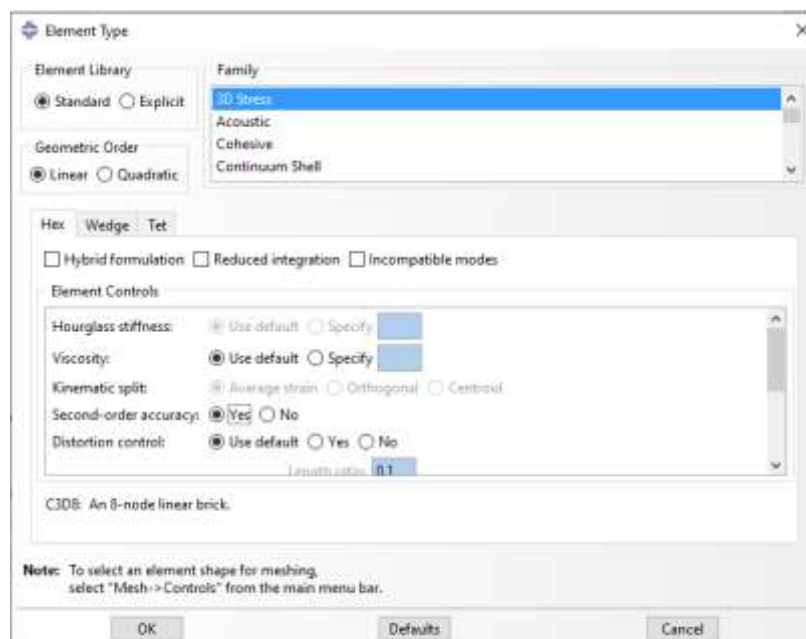 Element Type
Element Library
Standard Explicit
Family
3D Stress
Acoustic
Cohesive
Continuum Shell
Geometric Order
Linear Quadratic
Hex Wedge Tet
Hybrid formulation Reduced integration Incompatible modes
Element Controls
Hourglass stiffness: Use default Specify
Viscosity: Use default Specify
Kinematic split: Average strain Orthogonal Centroid
Second-order accuracy: Yes No
Distortion control: Use default Yes No
Length ratio: 0.1
C3D8: An 8-node linear brick.
Note: To select an element shape for meshing,
select "Mesh->Controls" from the main menu bar.
OK Defaults Cancel